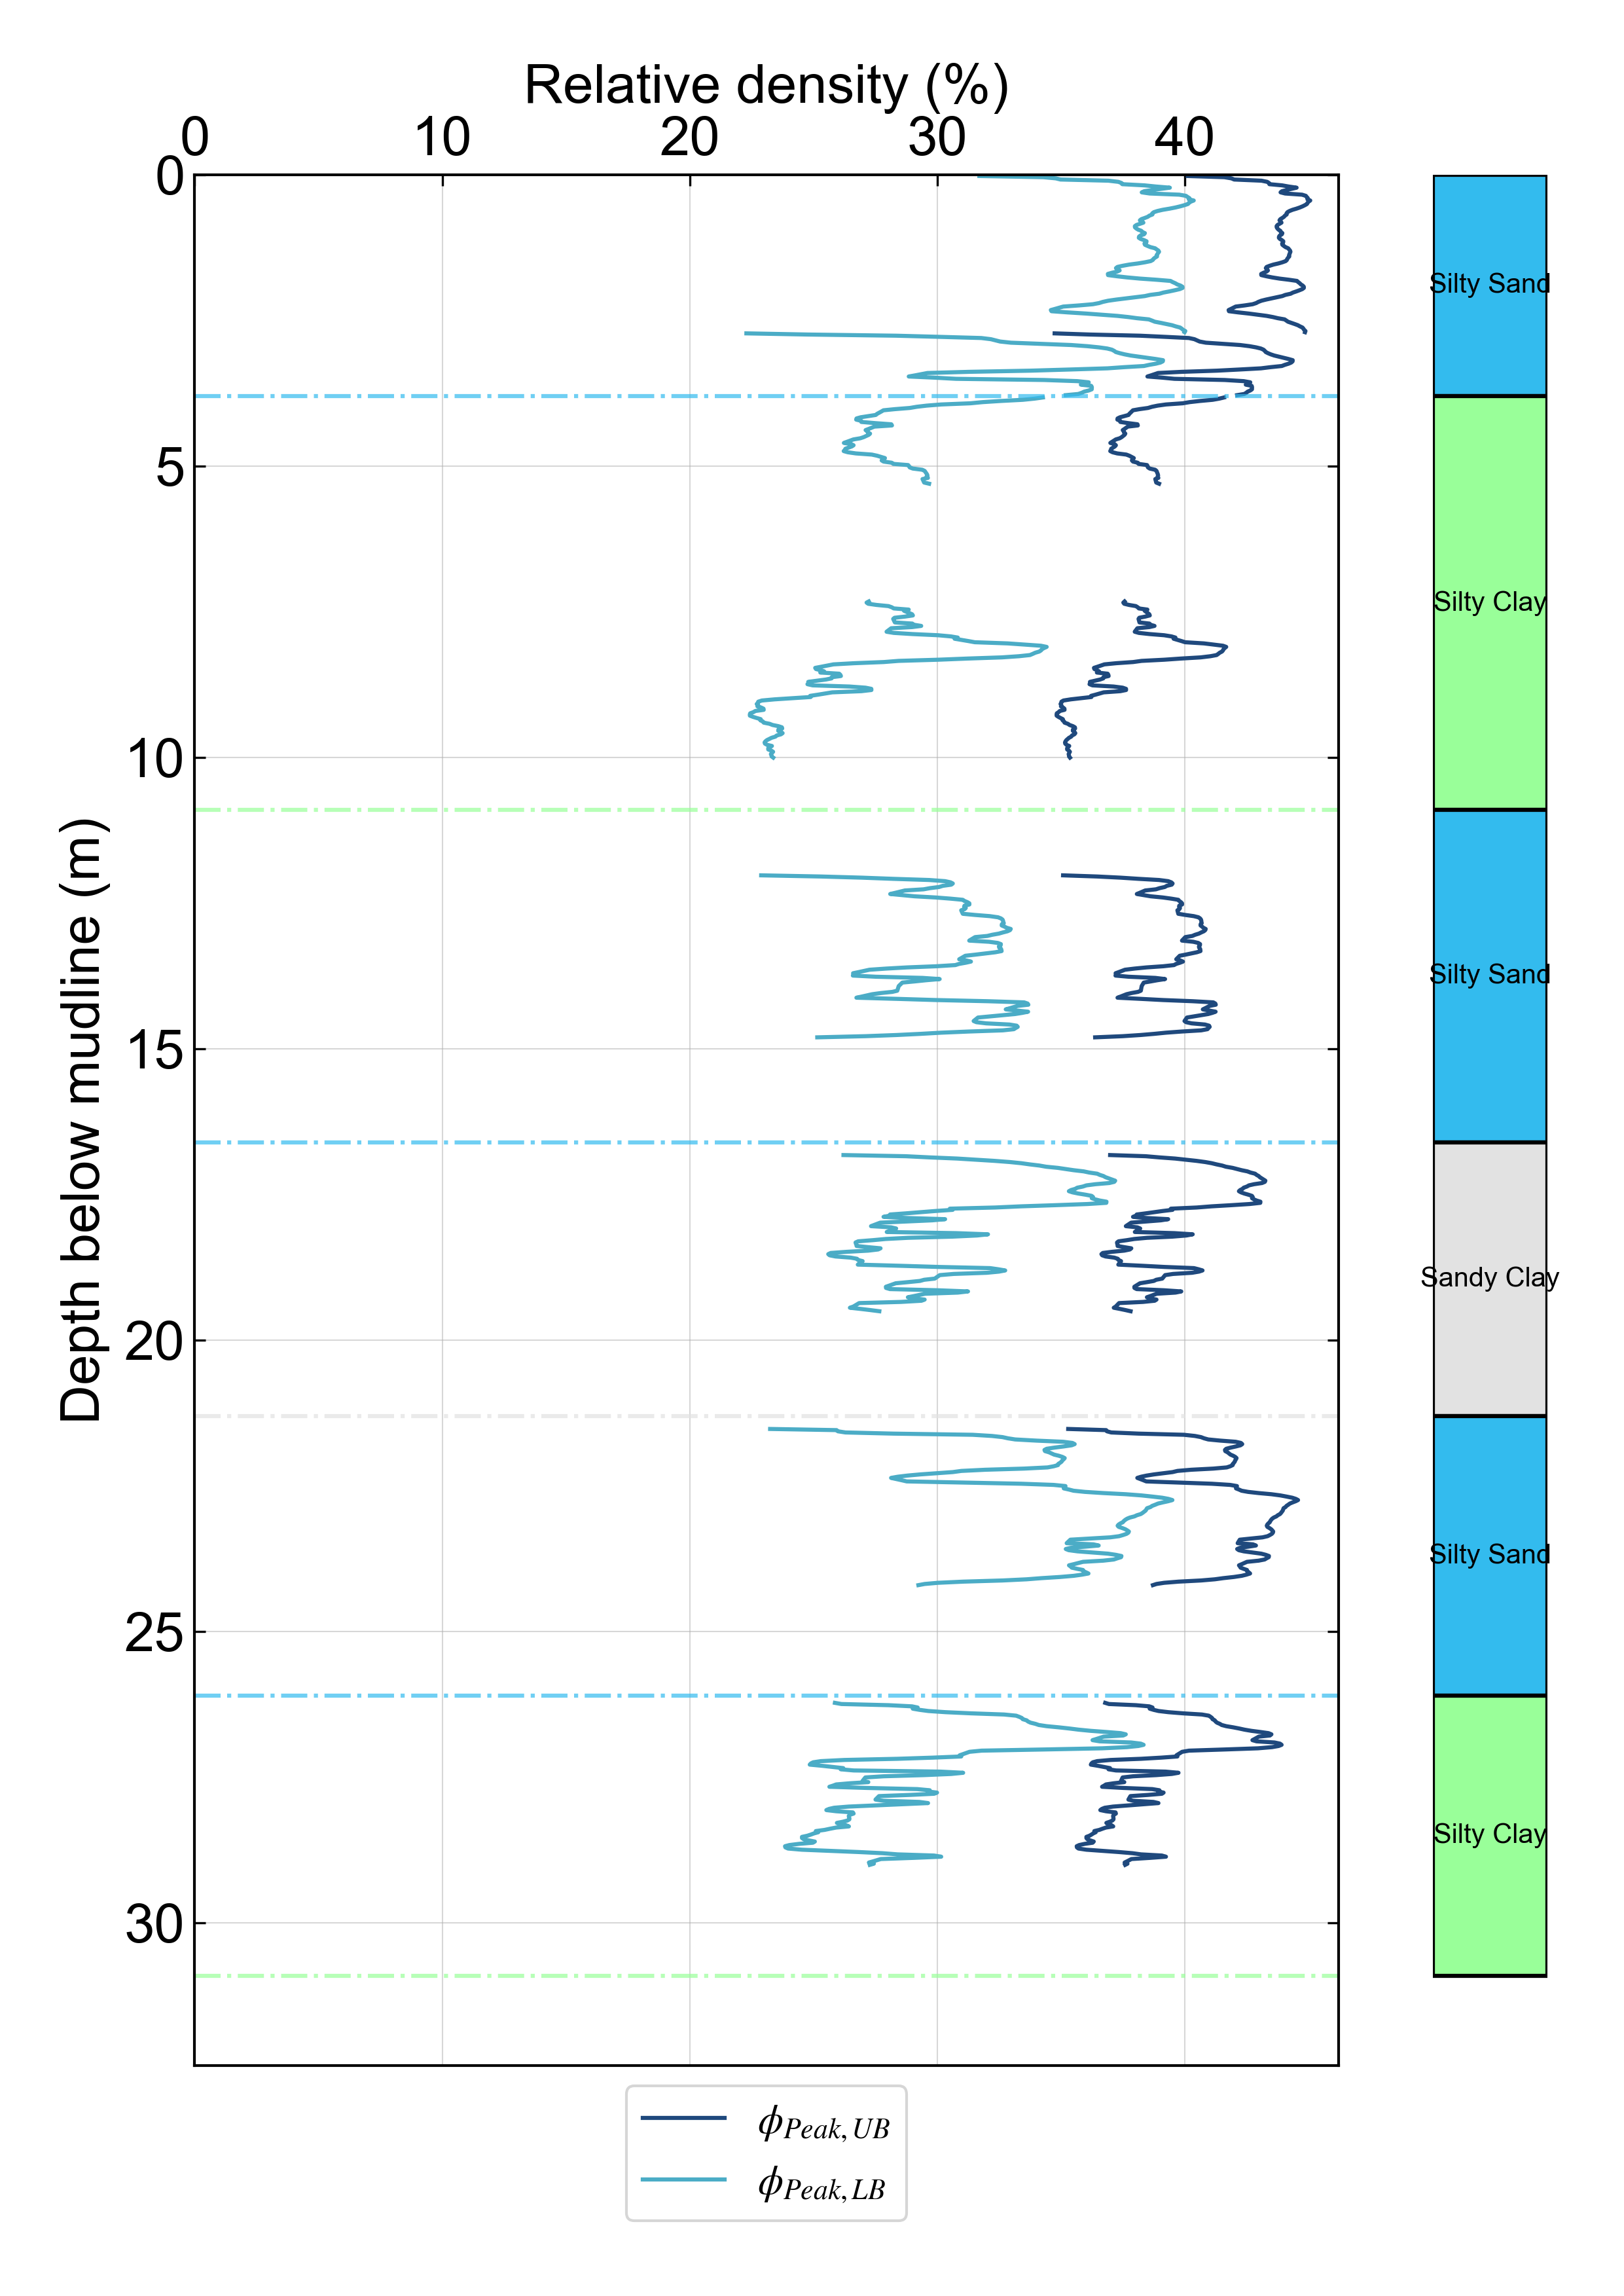 Relative density (%)
0 10 20 30 40
0
5
10
15
20
25
30
Depth below mudline (m)
Silty Sand
Silty Clay
Silty Sand
Sandy Clay
Silty Sand
Silty Clay
ϕPeak, UB
ϕPeak, LB